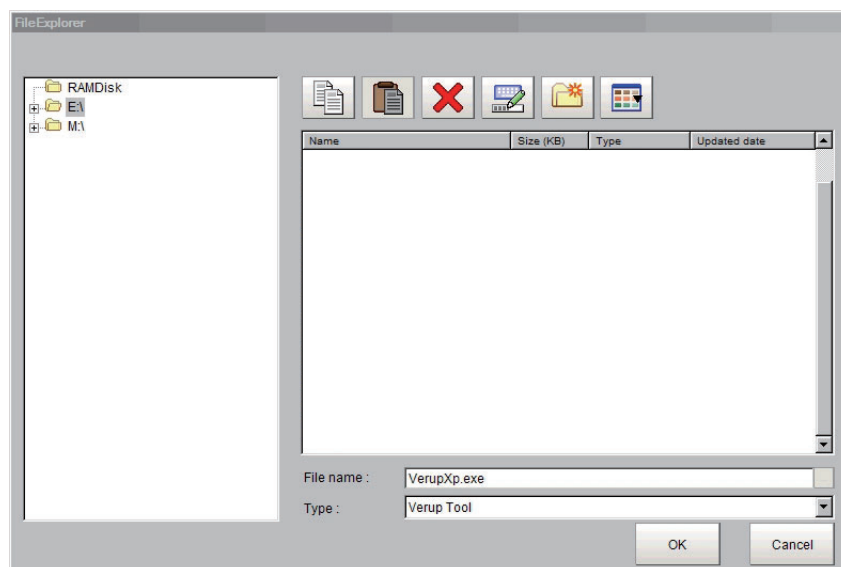 FileExplorer
RAMDisk
E:\
M:\
Name Size (KB) Type Updated date
File name : VerupXp.exe
Type : Verup Tool
OK Cancel